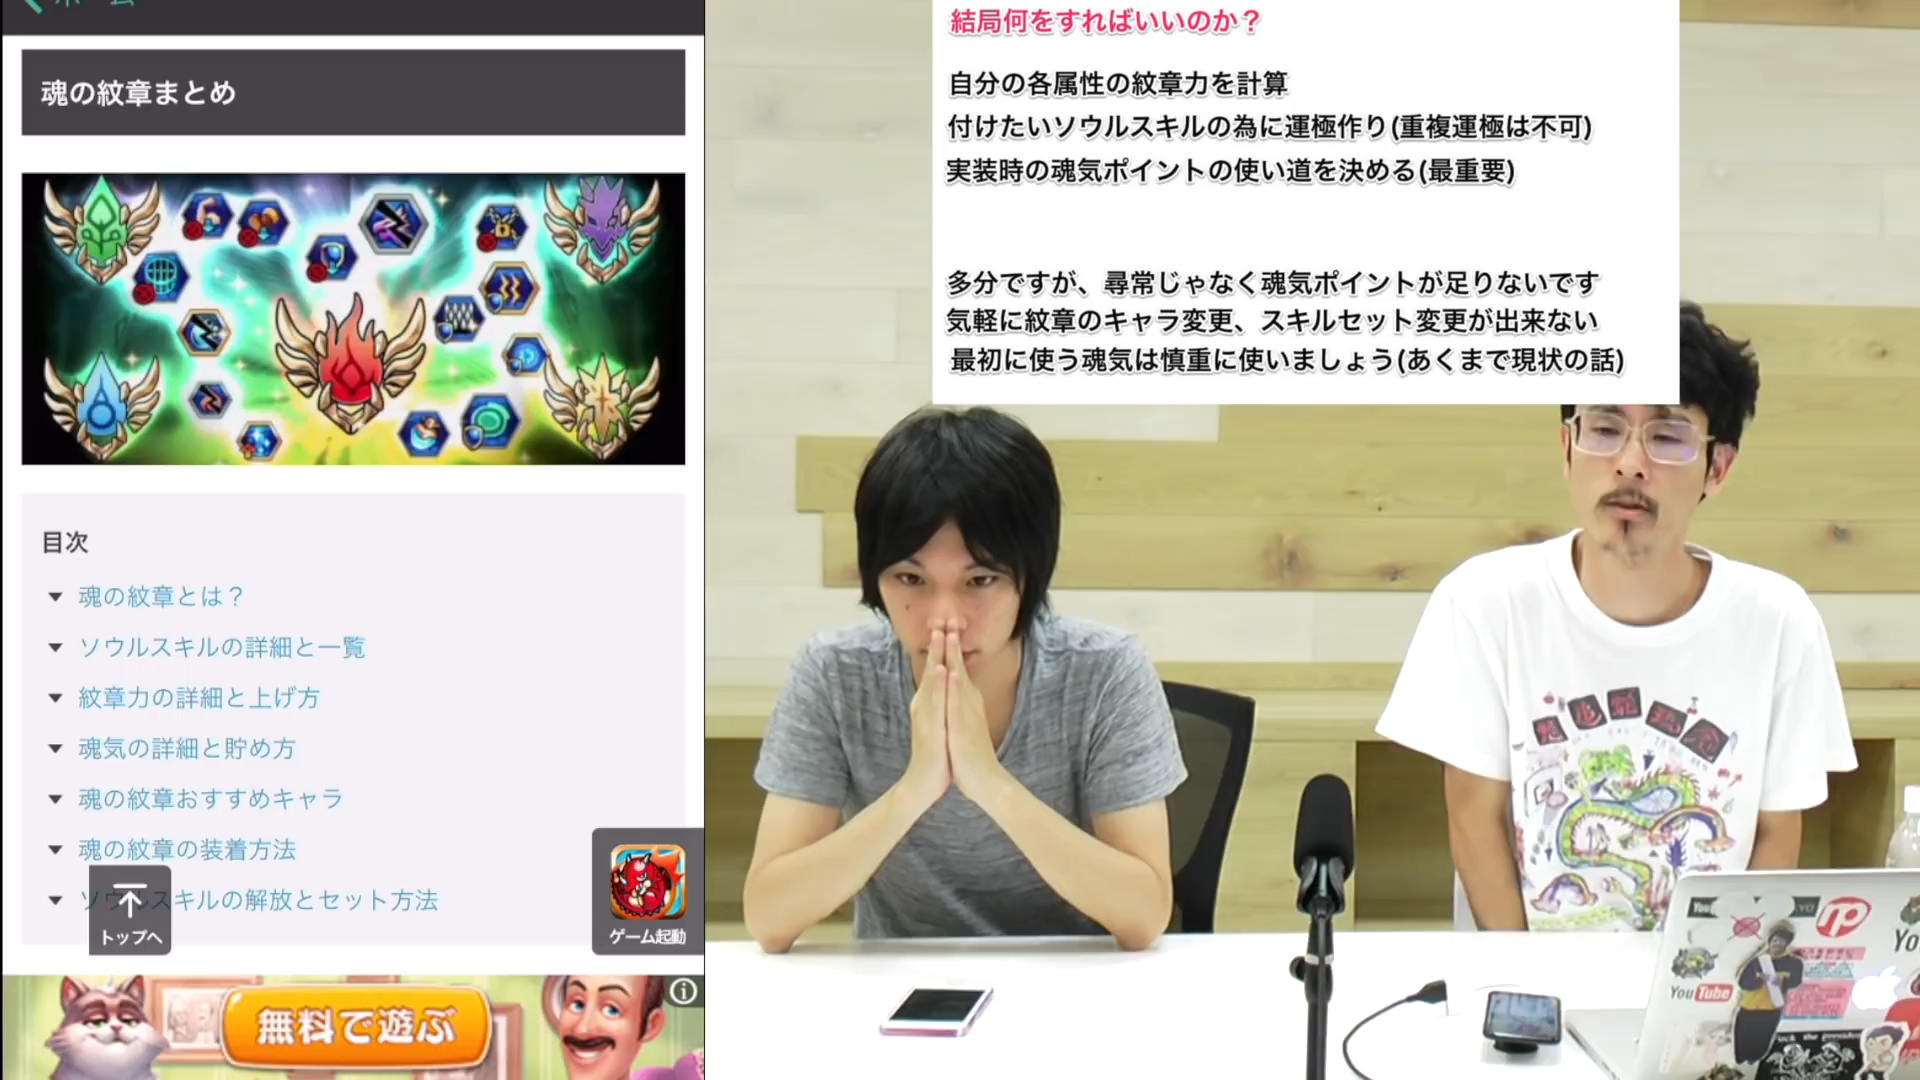 魂の紋章まとめ
目次
魂の紋章とは？
ソウルスキルの詳細と一覧
紋章力の詳細と上げ方
魂気の詳細と貯め方
魂の紋章おすすめキャラ
魂の紋章の装着方法
ソウルスキルの解放とセット方法
トップへ
ゲーム起動
無料で遊ぶ
結局何をすればいいのか？
自分の各属性の紋章力を計算
付けたいソウルスキルの為に運極作り(重複運極は不可)
実装時の魂気ポイントの使い道を決める(最重要)
多分ですが、尋常じゃなく魂気ポイントが足りないです
気軽に紋章のキャラ変更、スキルセット変更が出来ない
最初に使う魂気は慎重に使いましょう(あくまで現状の話)
YouTube